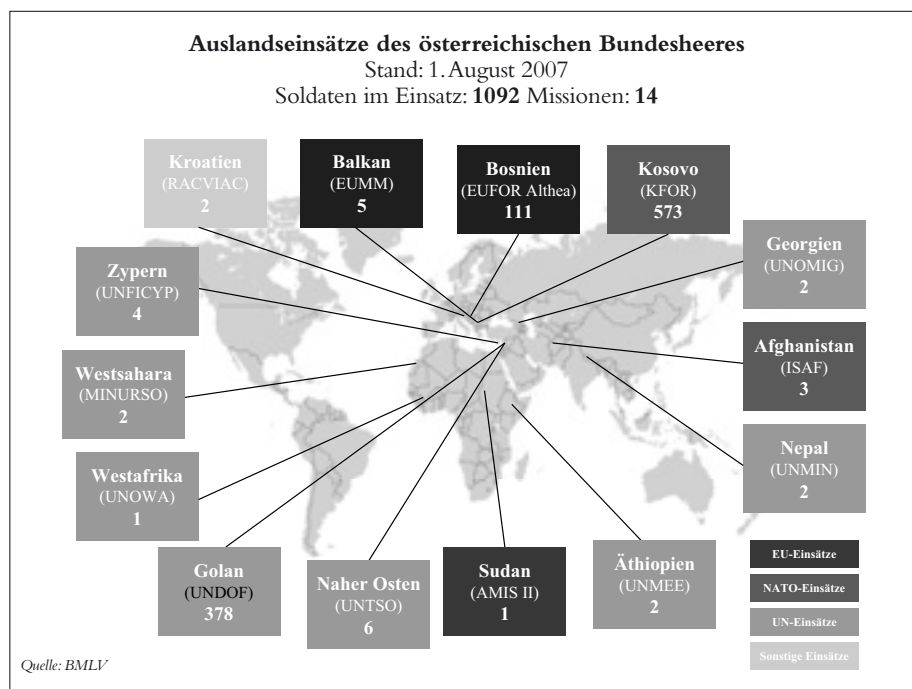 Auslandseinsätze des österreichischen Bundesheeres
Stand: 1. August 2007
Soldaten im Einsatz: 1092 Missionen: 14
Kroatien
(RACVIAC)
2
Balkan
(EUMM)
5
Bosnien
(EUFOR Althea)
111
Kosovo
(KFOR)
573
Georgien
(UNOMIG)
2
Zypern
(UNFICYP)
4
Afghanistan
(ISAF)
3
Westsahara
(MINURSO)
2
Nepal
(UNMIN)
2
Westafrika
(UNOWA)
1
Golan
(UNDOF)
378
Naher Osten
(UNTSO)
6
Sudan
(AMIS II)
1
Äthiopien
(UNMEE)
2
EU-Einsätze
NATO-Einsätze
UN-Einsätze
Sonstige Einsätze
Quelle: BMLV